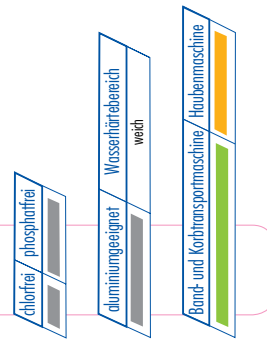 chlorfrei phosphatfrei
aluminiumgeeignet Wasserhärtebereich
weich
Band- und Korbtransportmaschine Haubenmaschine